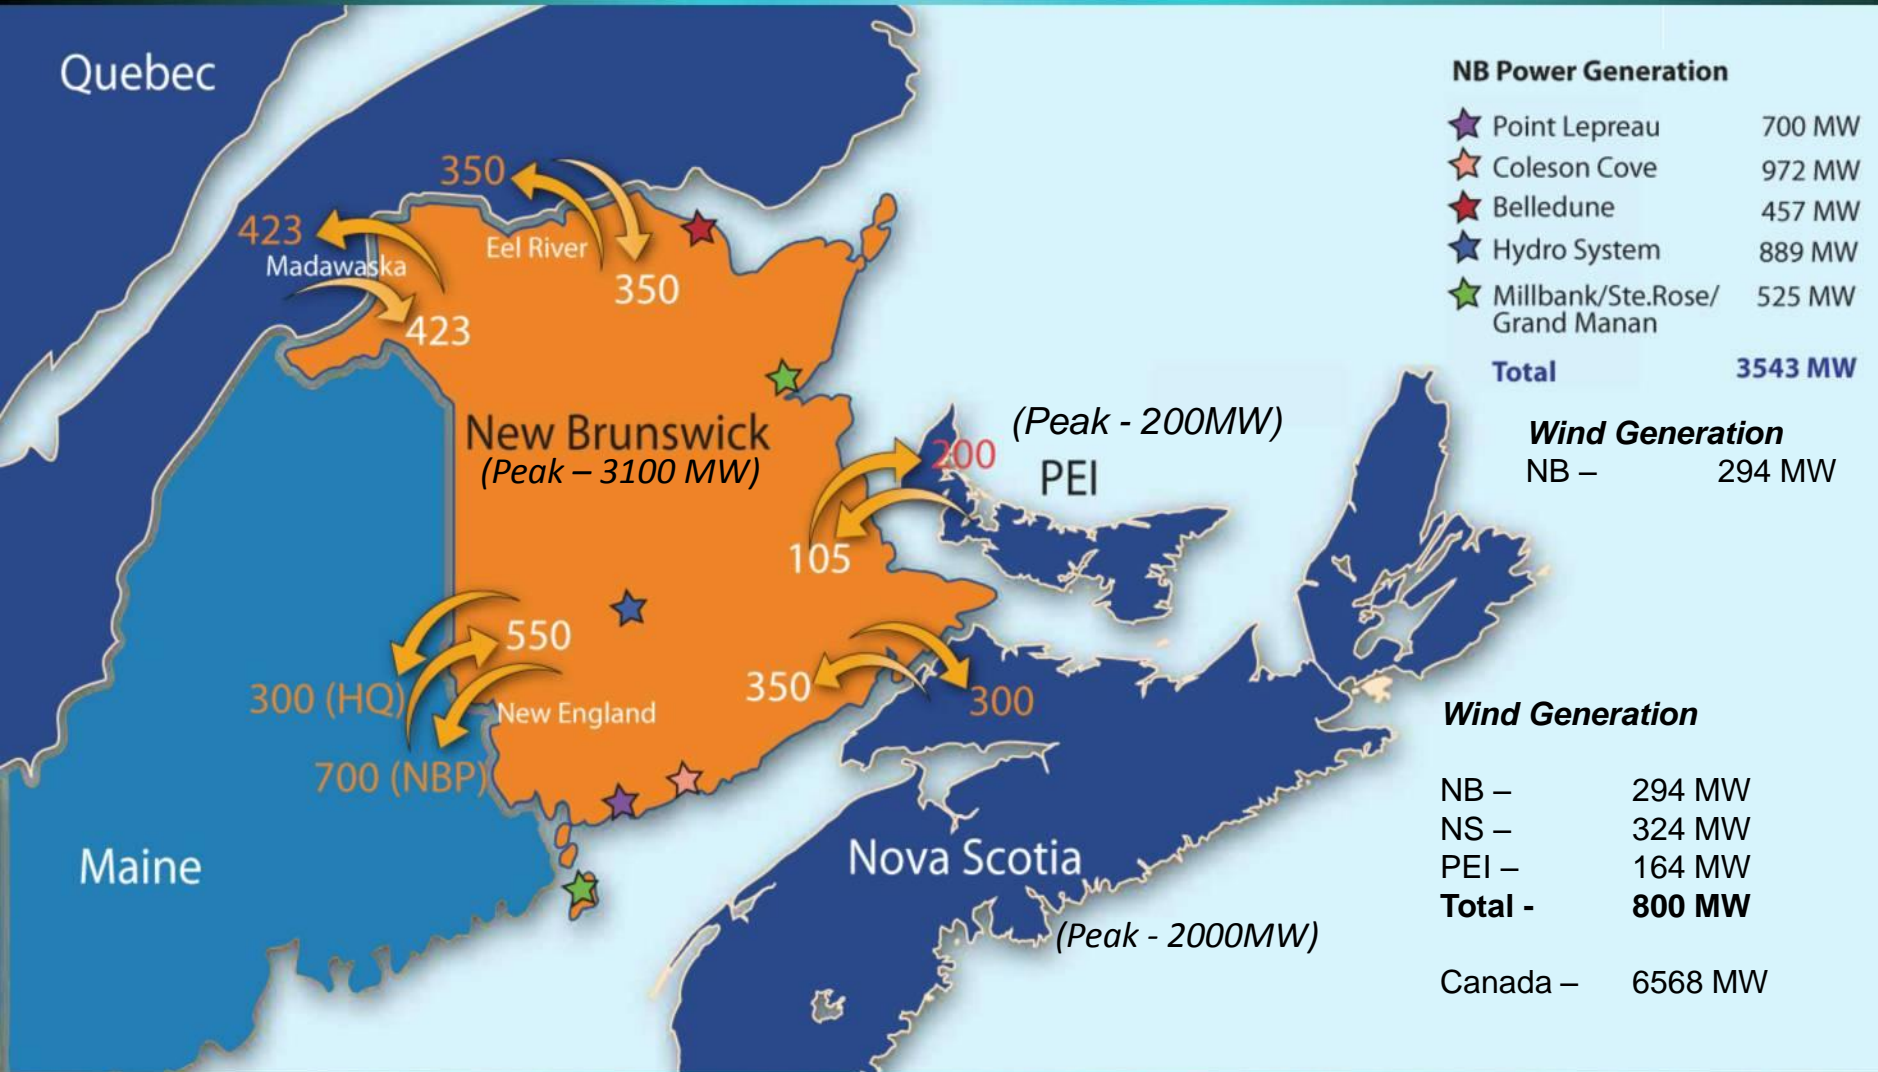 Quebec
350
423
Madawaska
Eel River
350
423
New Brunswick
(Peak – 3100 MW)
200
(Peak - 200MW)
PEI
105
550
300 (HQ)
New England
700 (NBP)
350
300
Maine
Nova Scotia
(Peak - 2000MW)
NB Power Generation
Point Lepreau 700 MW
Coleson Cove 972 MW
Belledune 457 MW
Hydro System 889 MW
Millbank/Ste.Rose/ 525 MW
Grand Manan
Total 3543 MW
Wind Generation
NB – 294 MW
Wind Generation
NB – 294 MW
NS – 324 MW
PEI – 164 MW
Total - 800 MW
Canada – 6568 MW